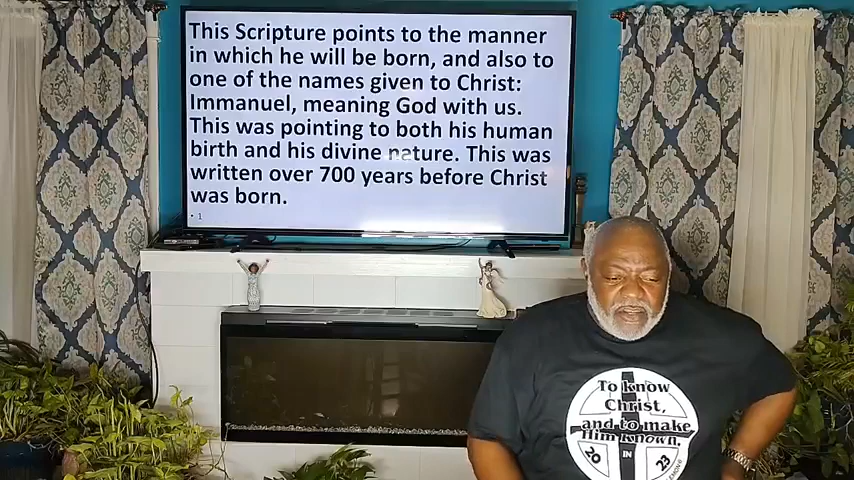 This Scripture points to the manner
in which he will be born, and also to
one of the names given to Christ:
Immanuel, meaning God with us.
This was pointing to both his human
birth and his divine nature. This was
written over 700 years before Christ
was born.
1
To know
Christ,
and to make
Him known.
20 IN 23